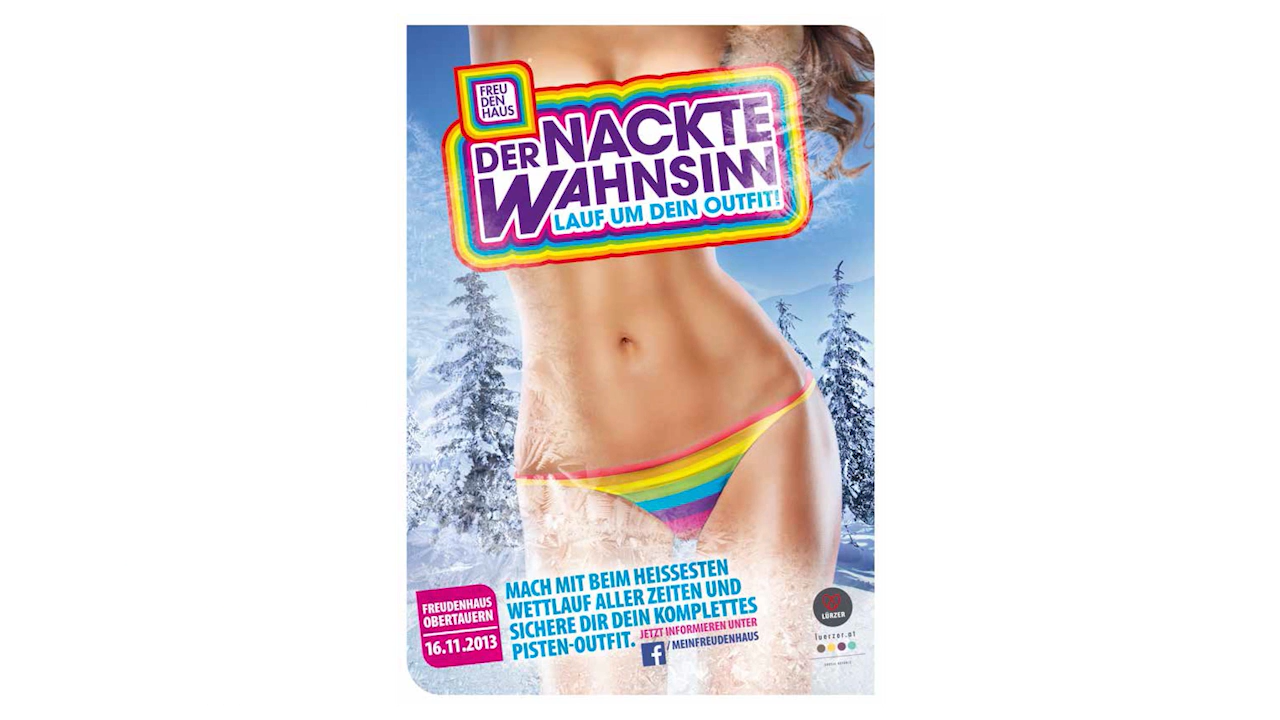 FREU
DEN
HAUS
DER NACKTE
WAHNSINN
LAUF UM DEIN OUTFIT!
FREUDENHAUS
OBERTAUERN
16.11.2013
MACH MIT BEIM HEISSESTEN
WETTLAUF ALLER ZEITEN UND
SICHERE DIR DEIN KOMPLETTES
PISTEN-OUTFIT.
JETZT INFORMIEREN UNTER
f/MEINFREUDENHAUS
LÜRZER
luerzer.at